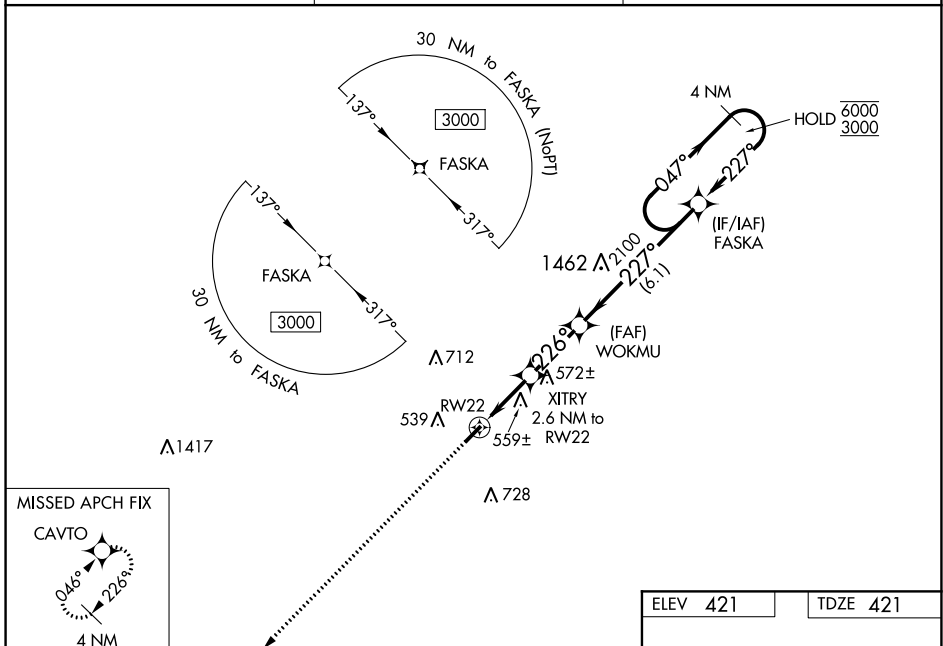 30 NM to FASKA (NoPT)
137°
3000
FASKA
317°
137°
FASKA
317°
3000
30 NM to FASKA
4 NM
HOLD 6000
3000
047°
227°
(IF/IAF)
FASKA
1462
2100
227°
(6.1)
(FAF)
WOKMU
226°
712
572±
XITRY
2.6 NM to
RW22
RW22
539
559±
1417
728
MISSED APCH FIX
CAVTO
046°
226°
4 NM
ELEV 421
TDZE 421